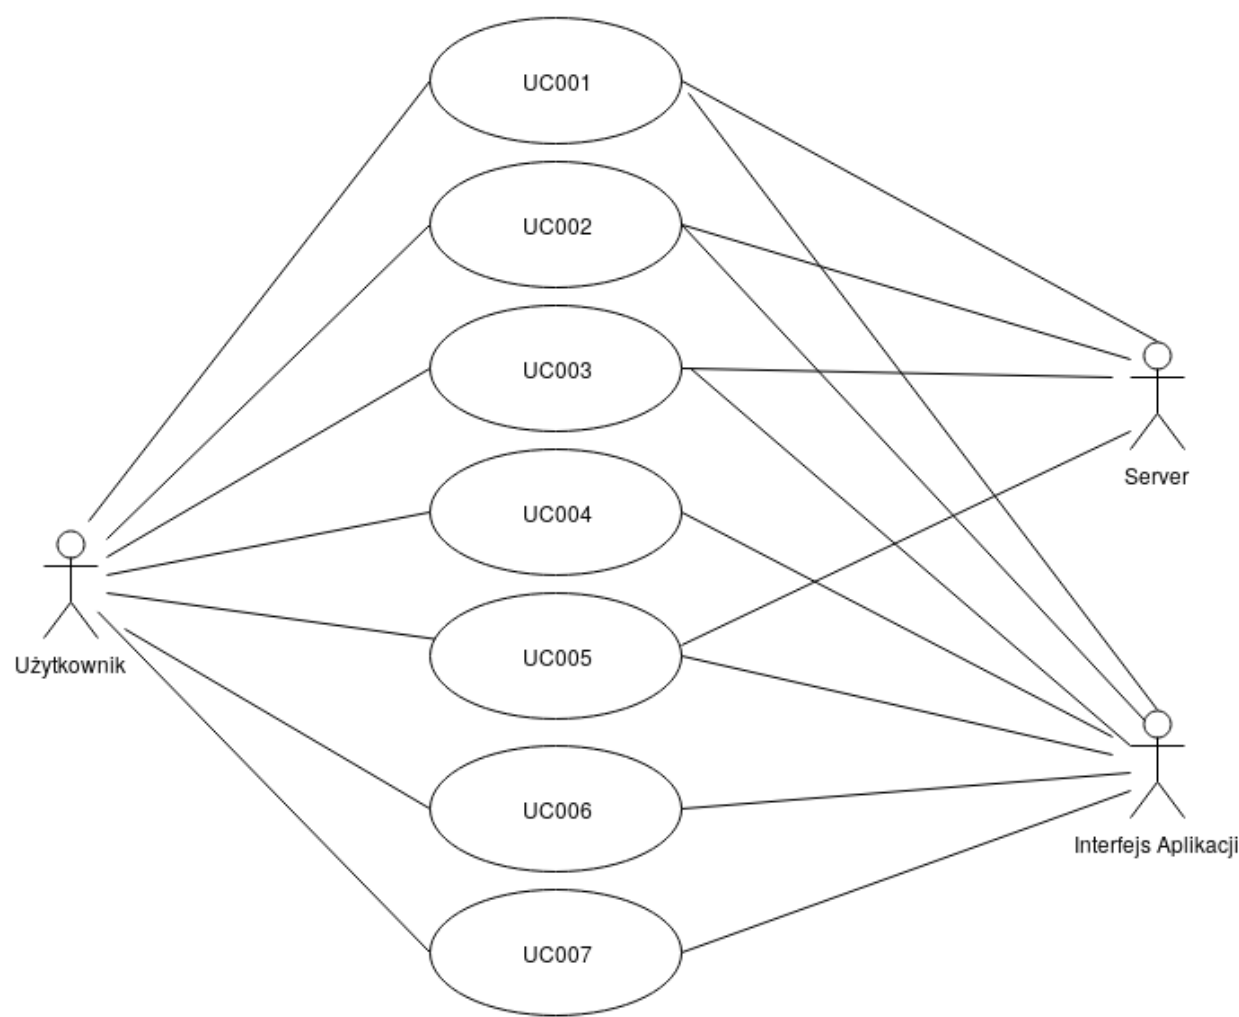 UC001
UC002
UC003
Server
UC004
Użytkownik
UC005
UC006
Interfejs Aplikacji
UC007